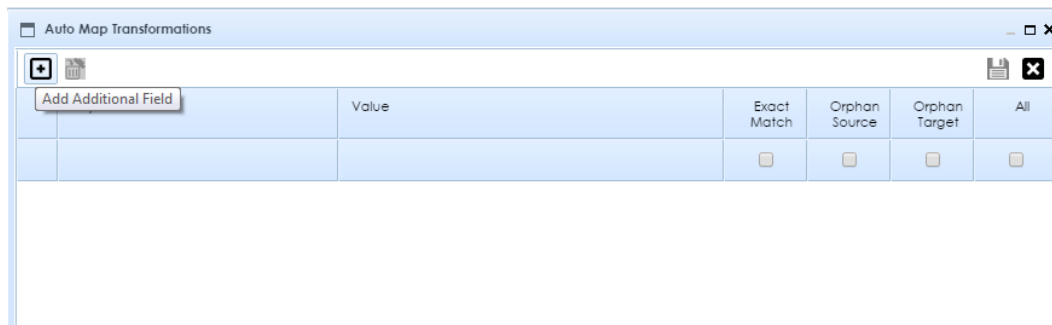 Auto Map Transformations
Add Additional Field
Value
Exact
Match
Orphan
Source
Orphan
Target
All